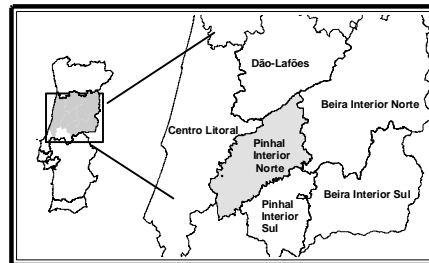 Dão-Lafões
Beira Interior Norte
Centro Litoral
Pinhal
Interior
Norte
Beira Interior Sul
Pinhal
Interior
Sul